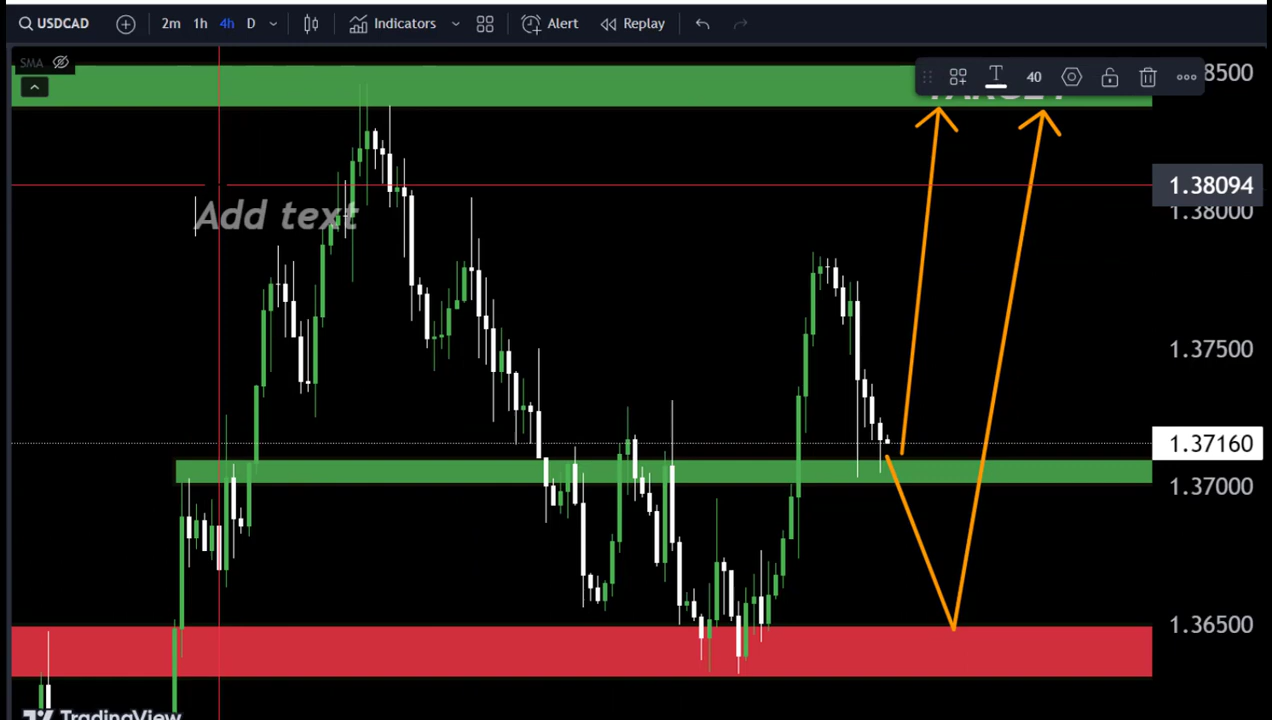 USDCAD 2m 1h 4h D Indicators Alert Replay
SMA
T 40
8500
TARGET
1.38094
1.38000
Add text
1.37500
1.37160
1.37000
1.36500
TradingView